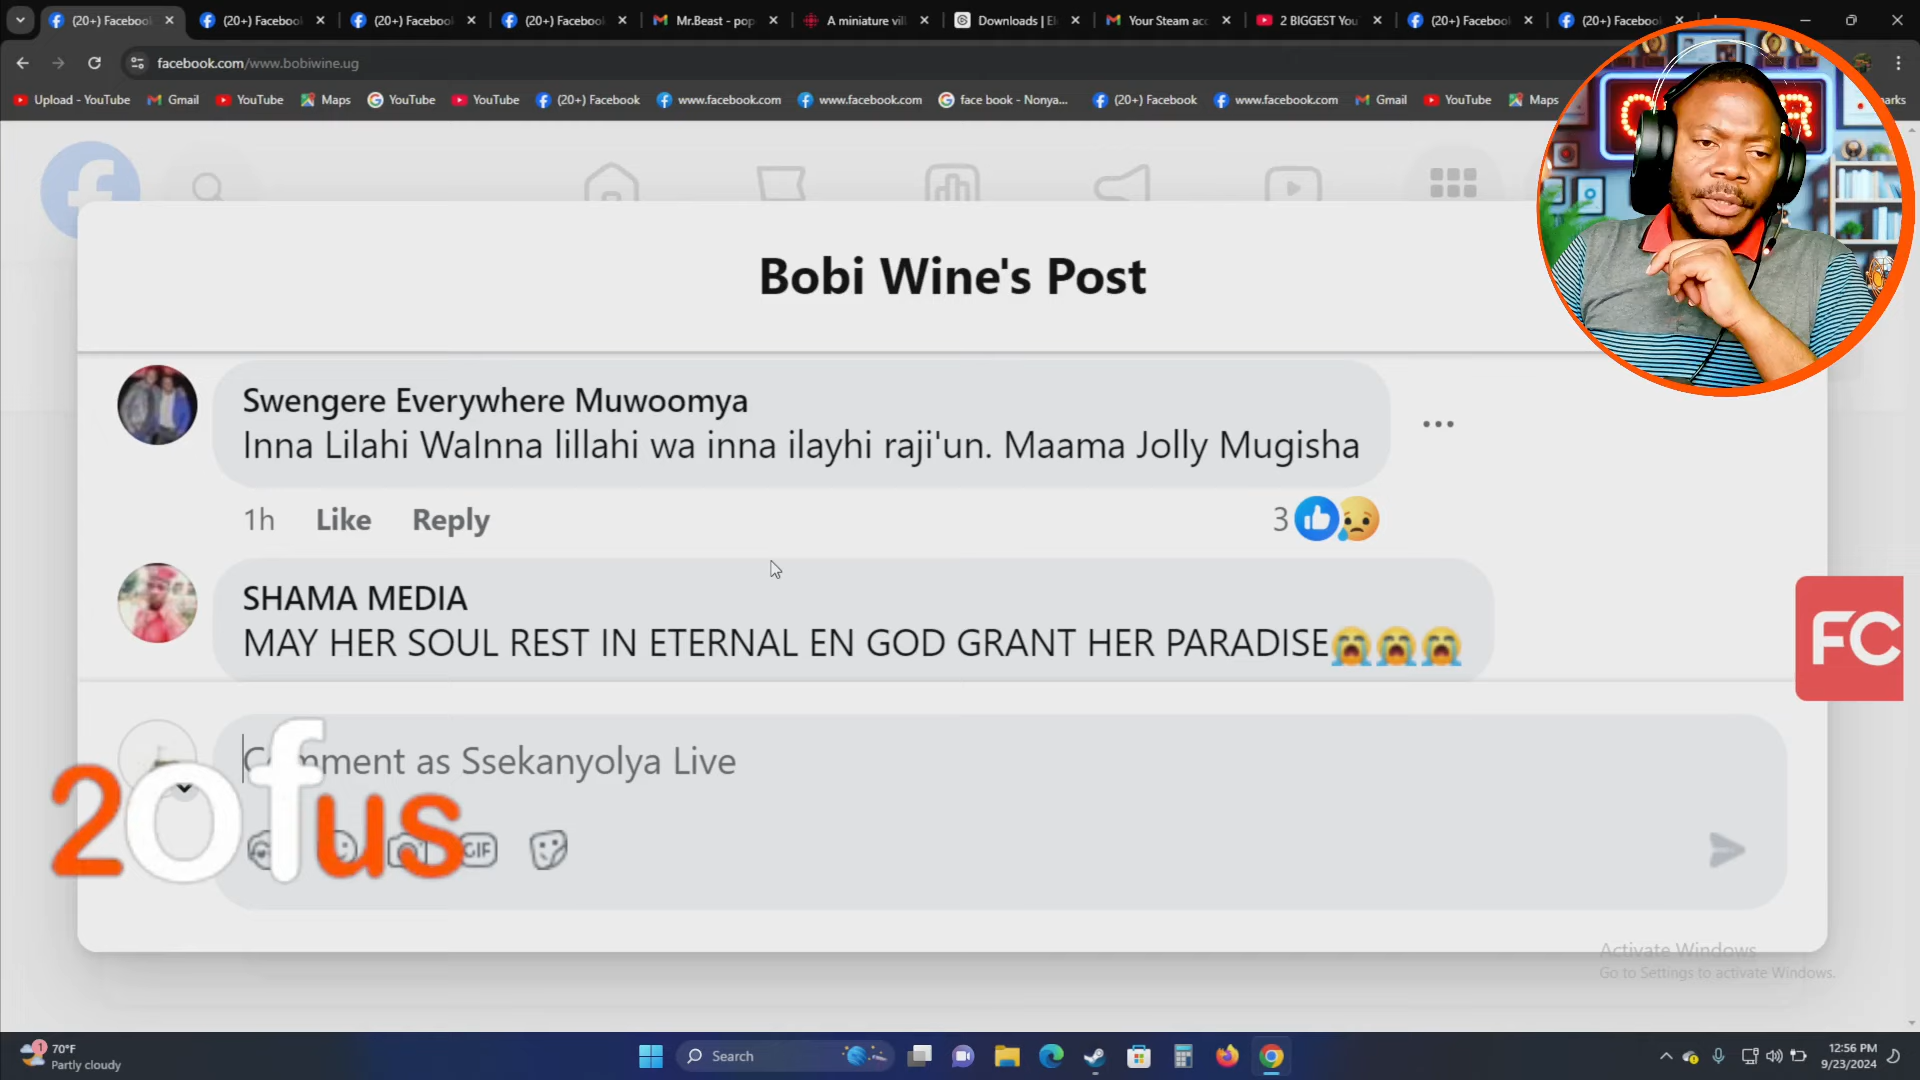 (20+) Facebook
(20+) Faceboo
(20+) Facebook
(20+) Facebook
Mr.Beast - pop
A miniature vil
Downloads | El
Your Steam acc
2 BIGGEST You
(20+) Facebook
(20+) Facebook
facebook.com/www.bobiwine.ug
Upload - YouTube
Gmail
YouTube
Maps
YouTube
YouTube
(20+) Facebook
www.facebook.com
www.facebook.com
face book - Nonya...
(20+) Facebook
www.facebook.com
Gmail
YouTube
Maps
Bobi Wine's Post
Swengere Everywhere Muwoomya
Inna Lilahi WaInna lillahi wa inna ilayhi raji'un. Maama Jolly Mugisha
1h Like Reply 3
SHAMA MEDIA
MAY HER SOUL REST IN ETERNAL EN GOD GRANT HER PARADISE😭😭😭
FC
Comment as Ssekanyolya Live
2ofus
GIF
Activate Windows
Go to Settings to activate Windows.
1
70°F
Partly cloudy
Search
12:56 PM
9/23/2024